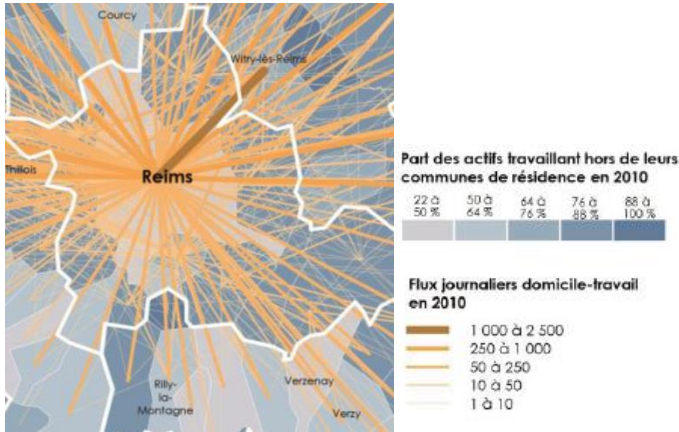 Courcy
Witry-lès-Reims
Thillois
Reims
Rilly-
la-
Montagne
Verzenay
Verzy
Part des actifs travaillant hors de leurs
communes de résidence en 2010
22 à 50 à 64 à 76 à 88 à
50 % 64 % 76 % 88 % 100 %
Flux journaliers domicile-travail
en 2010
1 000 à 2 500
250 à 1 000
50 à 250
10 à 50
1 à 10